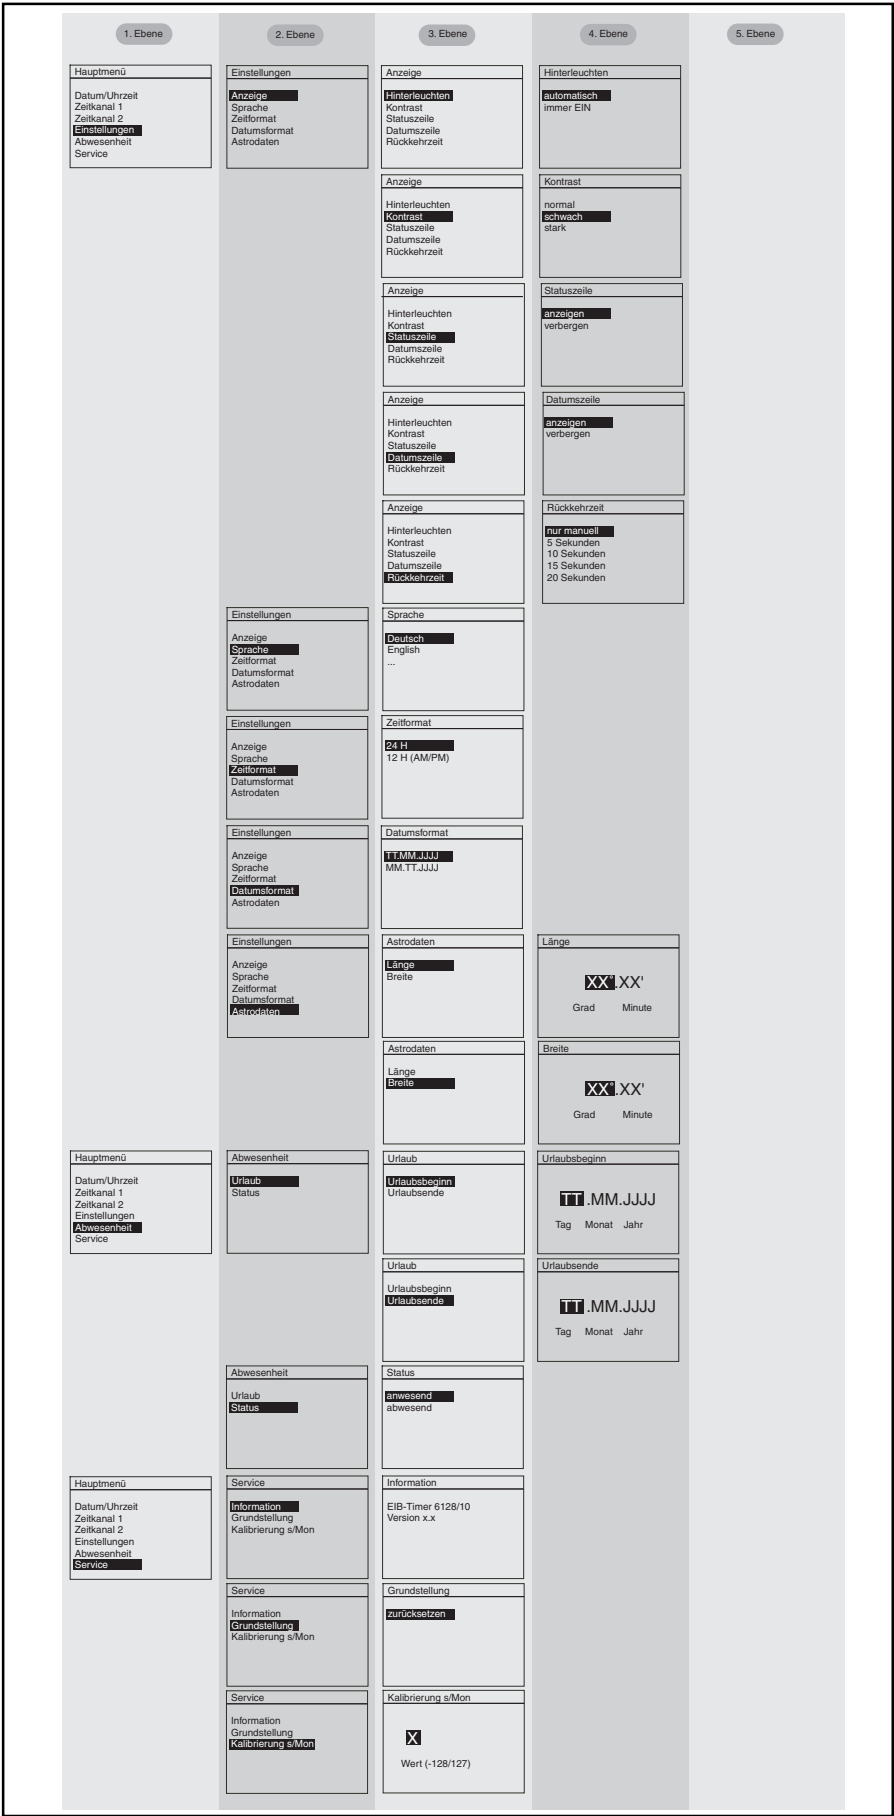 1. Ebene
2. Ebene
3. Ebene
4. Ebene
5. Ebene
Hauptmenü
Datum/Uhrzeit
Zeitkanal 1
Zeitkanal 2
Einstellungen
Abwesenheit
Service
Einstellungen
Anzeige
Sprache
Zeitformat
Datumsformat
Astrodaten
Anzeige
Hinterleuchten
Kontrast
Statuszeile
Datumszeile
Rückkehrzeit
Hinterleuchten
automatisch
immer EIN
Anzeige
Hinterleuchten
Kontrast
Statuszeile
Datumszeile
Rückkehrzeit
Kontrast
normal
schwach
stark
Anzeige
Hinterleuchten
Kontrast
Statuszeile
Datumszeile
Rückkehrzeit
Statuszeile
anzeigen
verbergen
Anzeige
Hinterleuchten
Kontrast
Statuszeile
Datumszeile
Rückkehrzeit
Datumszeile
anzeigen
verbergen
Anzeige
Hinterleuchten
Kontrast
Statuszeile
Datumszeile
Rückkehrzeit
Rückkehrzeit
nur manuell
5 Sekunden
10 Sekunden
15 Sekunden
20 Sekunden
Einstellungen
Anzeige
Sprache
Zeitformat
Datumsformat
Astrodaten
Sprache
Deutsch
English
...
Einstellungen
Anzeige
Sprache
Zeitformat
Datumsformat
Astrodaten
Zeitformat
24 H
12 H (AM/PM)
Einstellungen
Anzeige
Sprache
Zeitformat
Datumsformat
Astrodaten
Datumsformat
TT.MM.JJJJ
MM.TT.JJJJ
Einstellungen
Anzeige
Sprache
Zeitformat
Datumsformat
Astrodaten
Astrodaten
Länge
Breite
Länge
XX°.XX'
Grad Minute
Astrodaten
Länge
Breite
Breite
XX°.XX'
Grad Minute
Hauptmenü
Datum/Uhrzeit
Zeitkanal 1
Zeitkanal 2
Einstellungen
Abwesenheit
Service
Abwesenheit
Urlaub
Status
Urlaub
Urlaubsbeginn
Urlaubsende
Urlaubsbeginn
TT.MM.JJJJ
Tag Monat Jahr
Urlaub
Urlaubsbeginn
Urlaubsende
Urlaubsende
TT.MM.JJJJ
Tag Monat Jahr
Abwesenheit
Urlaub
Status
Status
anwesend
abwesend
Hauptmenü
Datum/Uhrzeit
Zeitkanal 1
Zeitkanal 2
Einstellungen
Abwesenheit
Service
Service
Information
Grundstellung
Kalibrierung s/Mon
Information
EIB-Timer 6128/10
Version x.x
Service
Information
Grundstellung
Kalibrierung s/Mon
Grundstellung
zurücksetzen
Service
Information
Grundstellung
Kalibrierung s/Mon
Kalibrierung s/Mon
X
Wert (-128/127)